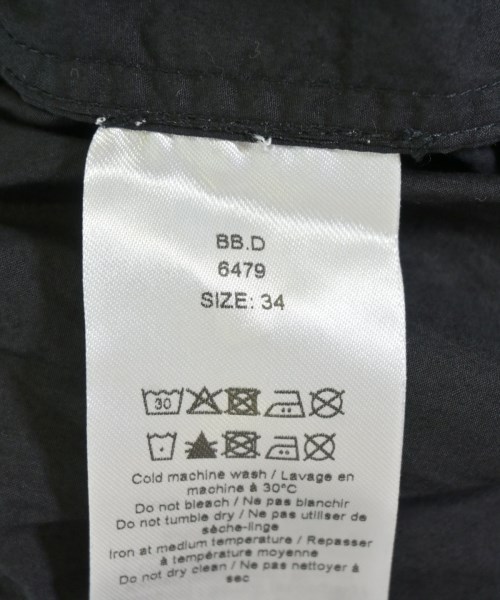 BB.D
6479
SIZE: 34
30
Cold machine wash / Lavage en
machine à 30°C
Do not bleach / Ne pas blanchir
Do not tumble dry / Ne pas utiliser de
sèche-linge
Iron at medium temperature / Repasser
à température moyenne
Do not dry clean / Ne pas nettoyer à
sec